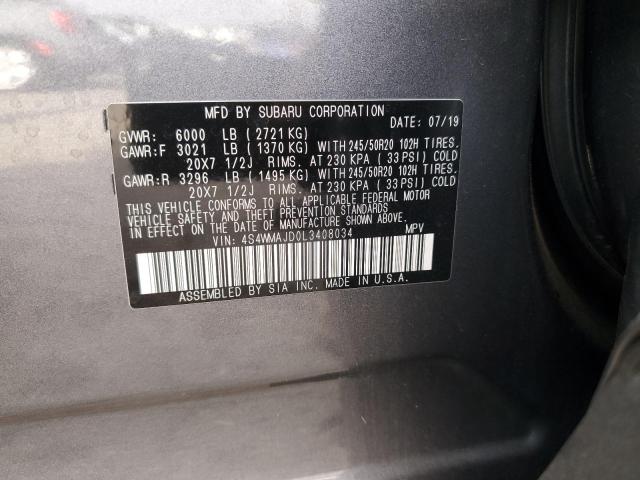 MFD BY SUBARU CORPORATION
GVWR: 6000 LB (2721 KG) DATE: 07/19
GAWR:F 3021 LB (1370 KG) WITH 245/50R20 102H TIRES.
20X7 1/2J RIMS. AT 230 KPA (33 PSI) COLD
GAWR:R 3296 LB (1495 KG) WITH 245/50R20 102H TIRES.
20X7 1/2J RIMS. AT 230 KPA (33 PSI) COLD
THIS VEHICLE CONFORMS TO ALL APPLICABLE FEDERAL MOTOR
VEHICLE SAFETY AND THEFT PREVENTION STANDARDS
IN EFFECT ON THE DATE OF MANUFACTURE SHOWN ABOVE.
VIN: 4S4WMAJD0L3408034 MPV
ASSEMBLED BY SIA INC. MADE IN U.S.A.